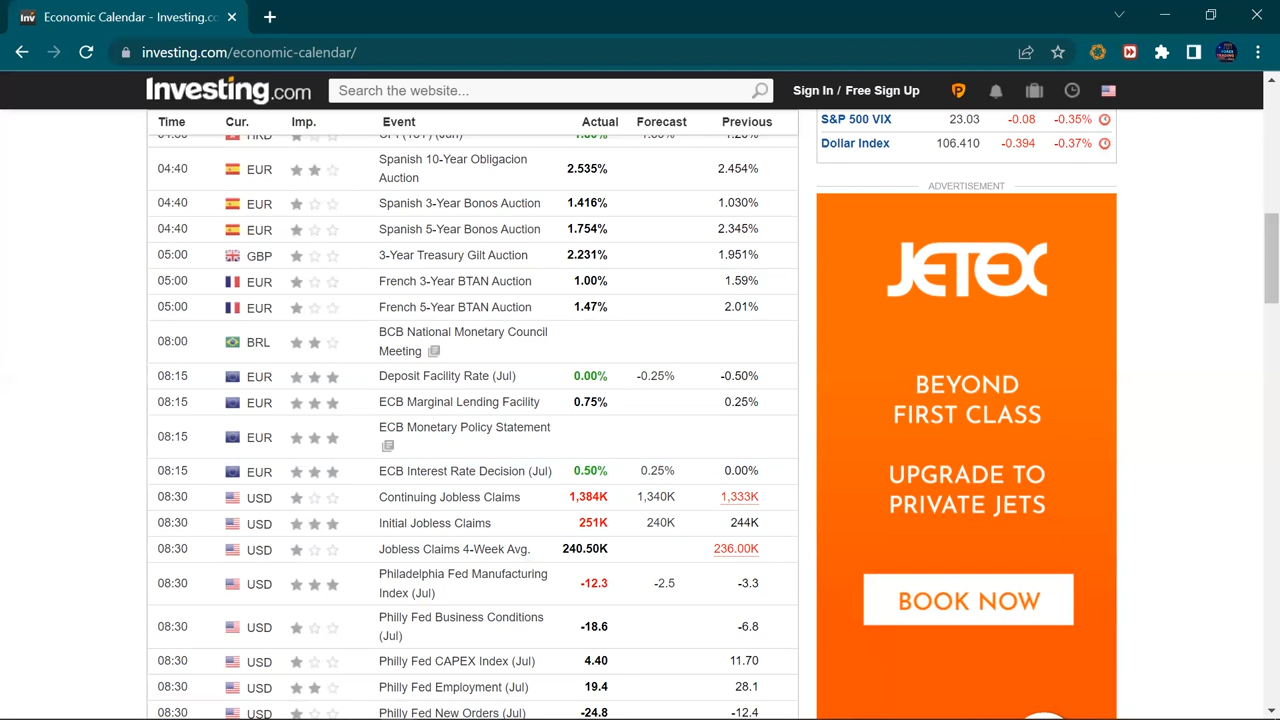 Economic Calendar - Investing.co
investing.com/economic-calendar/
Investing.com Search the website... Sign In / Free Sign Up
Time Cur. Imp. Event Actual Forecast Previous
04:40 EUR Spanish 10-Year Obligacion Auction 2.535% 2.454%
04:40 EUR Spanish 3-Year Bonos Auction 1.416% 1.030%
04:40 EUR Spanish 5-Year Bonos Auction 1.754% 2.345%
05:00 GBP 3-Year Treasury Gilt Auction 2.231% 1.951%
05:00 EUR French 3-Year BTAN Auction 1.00% 1.59%
05:00 EUR French 5-Year BTAN Auction 1.47% 2.01%
08:00 BRL BCB National Monetary Council Meeting
08:15 EUR Deposit Facility Rate (Jul) 0.00% -0.25% -0.50%
08:15 EUR ECB Marginal Lending Facility 0.75% 0.25%
08:15 EUR ECB Monetary Policy Statement
08:15 EUR ECB Interest Rate Decision (Jul) 0.50% 0.25% 0.00%
08:30 USD Continuing Jobless Claims 1,384K 1,340K 1,333K
08:30 USD Initial Jobless Claims 251K 240K 244K
08:30 USD Jobless Claims 4-Week Avg. 240.50K 236.00K
08:30 USD Philadelphia Fed Manufacturing Index (Jul) -12.3 -2.5 -3.3
08:30 USD Philly Fed Business Conditions (Jul) -18.6 -6.8
08:30 USD Philly Fed CAPEX Index (Jul) 4.40 11.70
08:30 USD Philly Fed Employment (Jul) 19.4 28.1
08:30 USD Philly Fed New Orders (Jul) -24.8 -12.4
S&P 500 VIX 23.03 -0.08 -0.35%
Dollar Index 106.410 -0.394 -0.37%
ADVERTISEMENT
JETEX
BEYOND
FIRST CLASS
UPGRADE TO
PRIVATE JETS
BOOK NOW